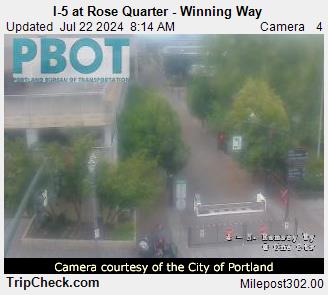 I-5 at Rose Quarter - Winning Way
Updated Jul 22 2024 8:14 AM Camera 4
PBOT
PORTLAND BUREAU OF TRANSPORTATION
Camera courtesy of the City of Portland
TripCheck.com Milepost302.00